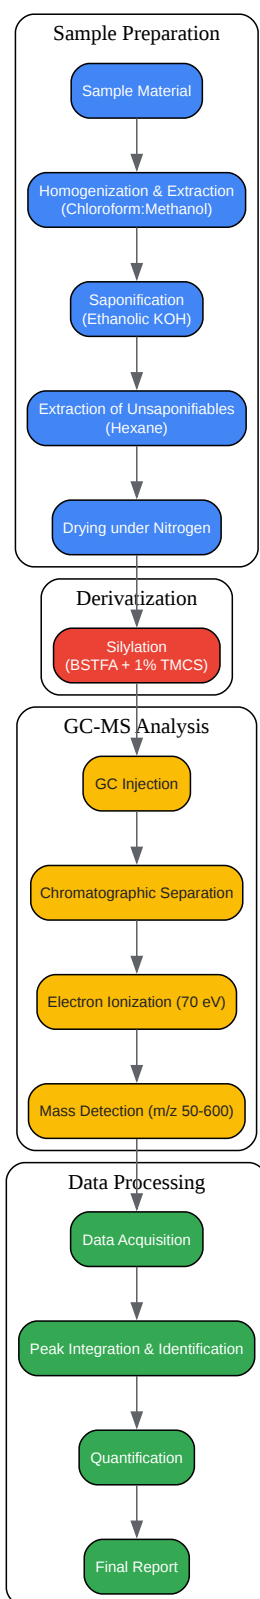 Sample Preparation
Sample Material
Homogenization & Extraction
(Chloroform:Methanol)
Saponification
(Ethanolic KOH)
Extraction of Unsaponifiables
(Hexane)
Drying under Nitrogen
Derivatization
Silylation
(BSTFA + 1% TMCS)
GC-MS Analysis
GC Injection
Chromatographic Separation
Electron Ionization (70 eV)
Mass Detection (m/z 50-600)
Data Processing
Data Acquisition
Peak Integration & Identification
Quantification
Final Report